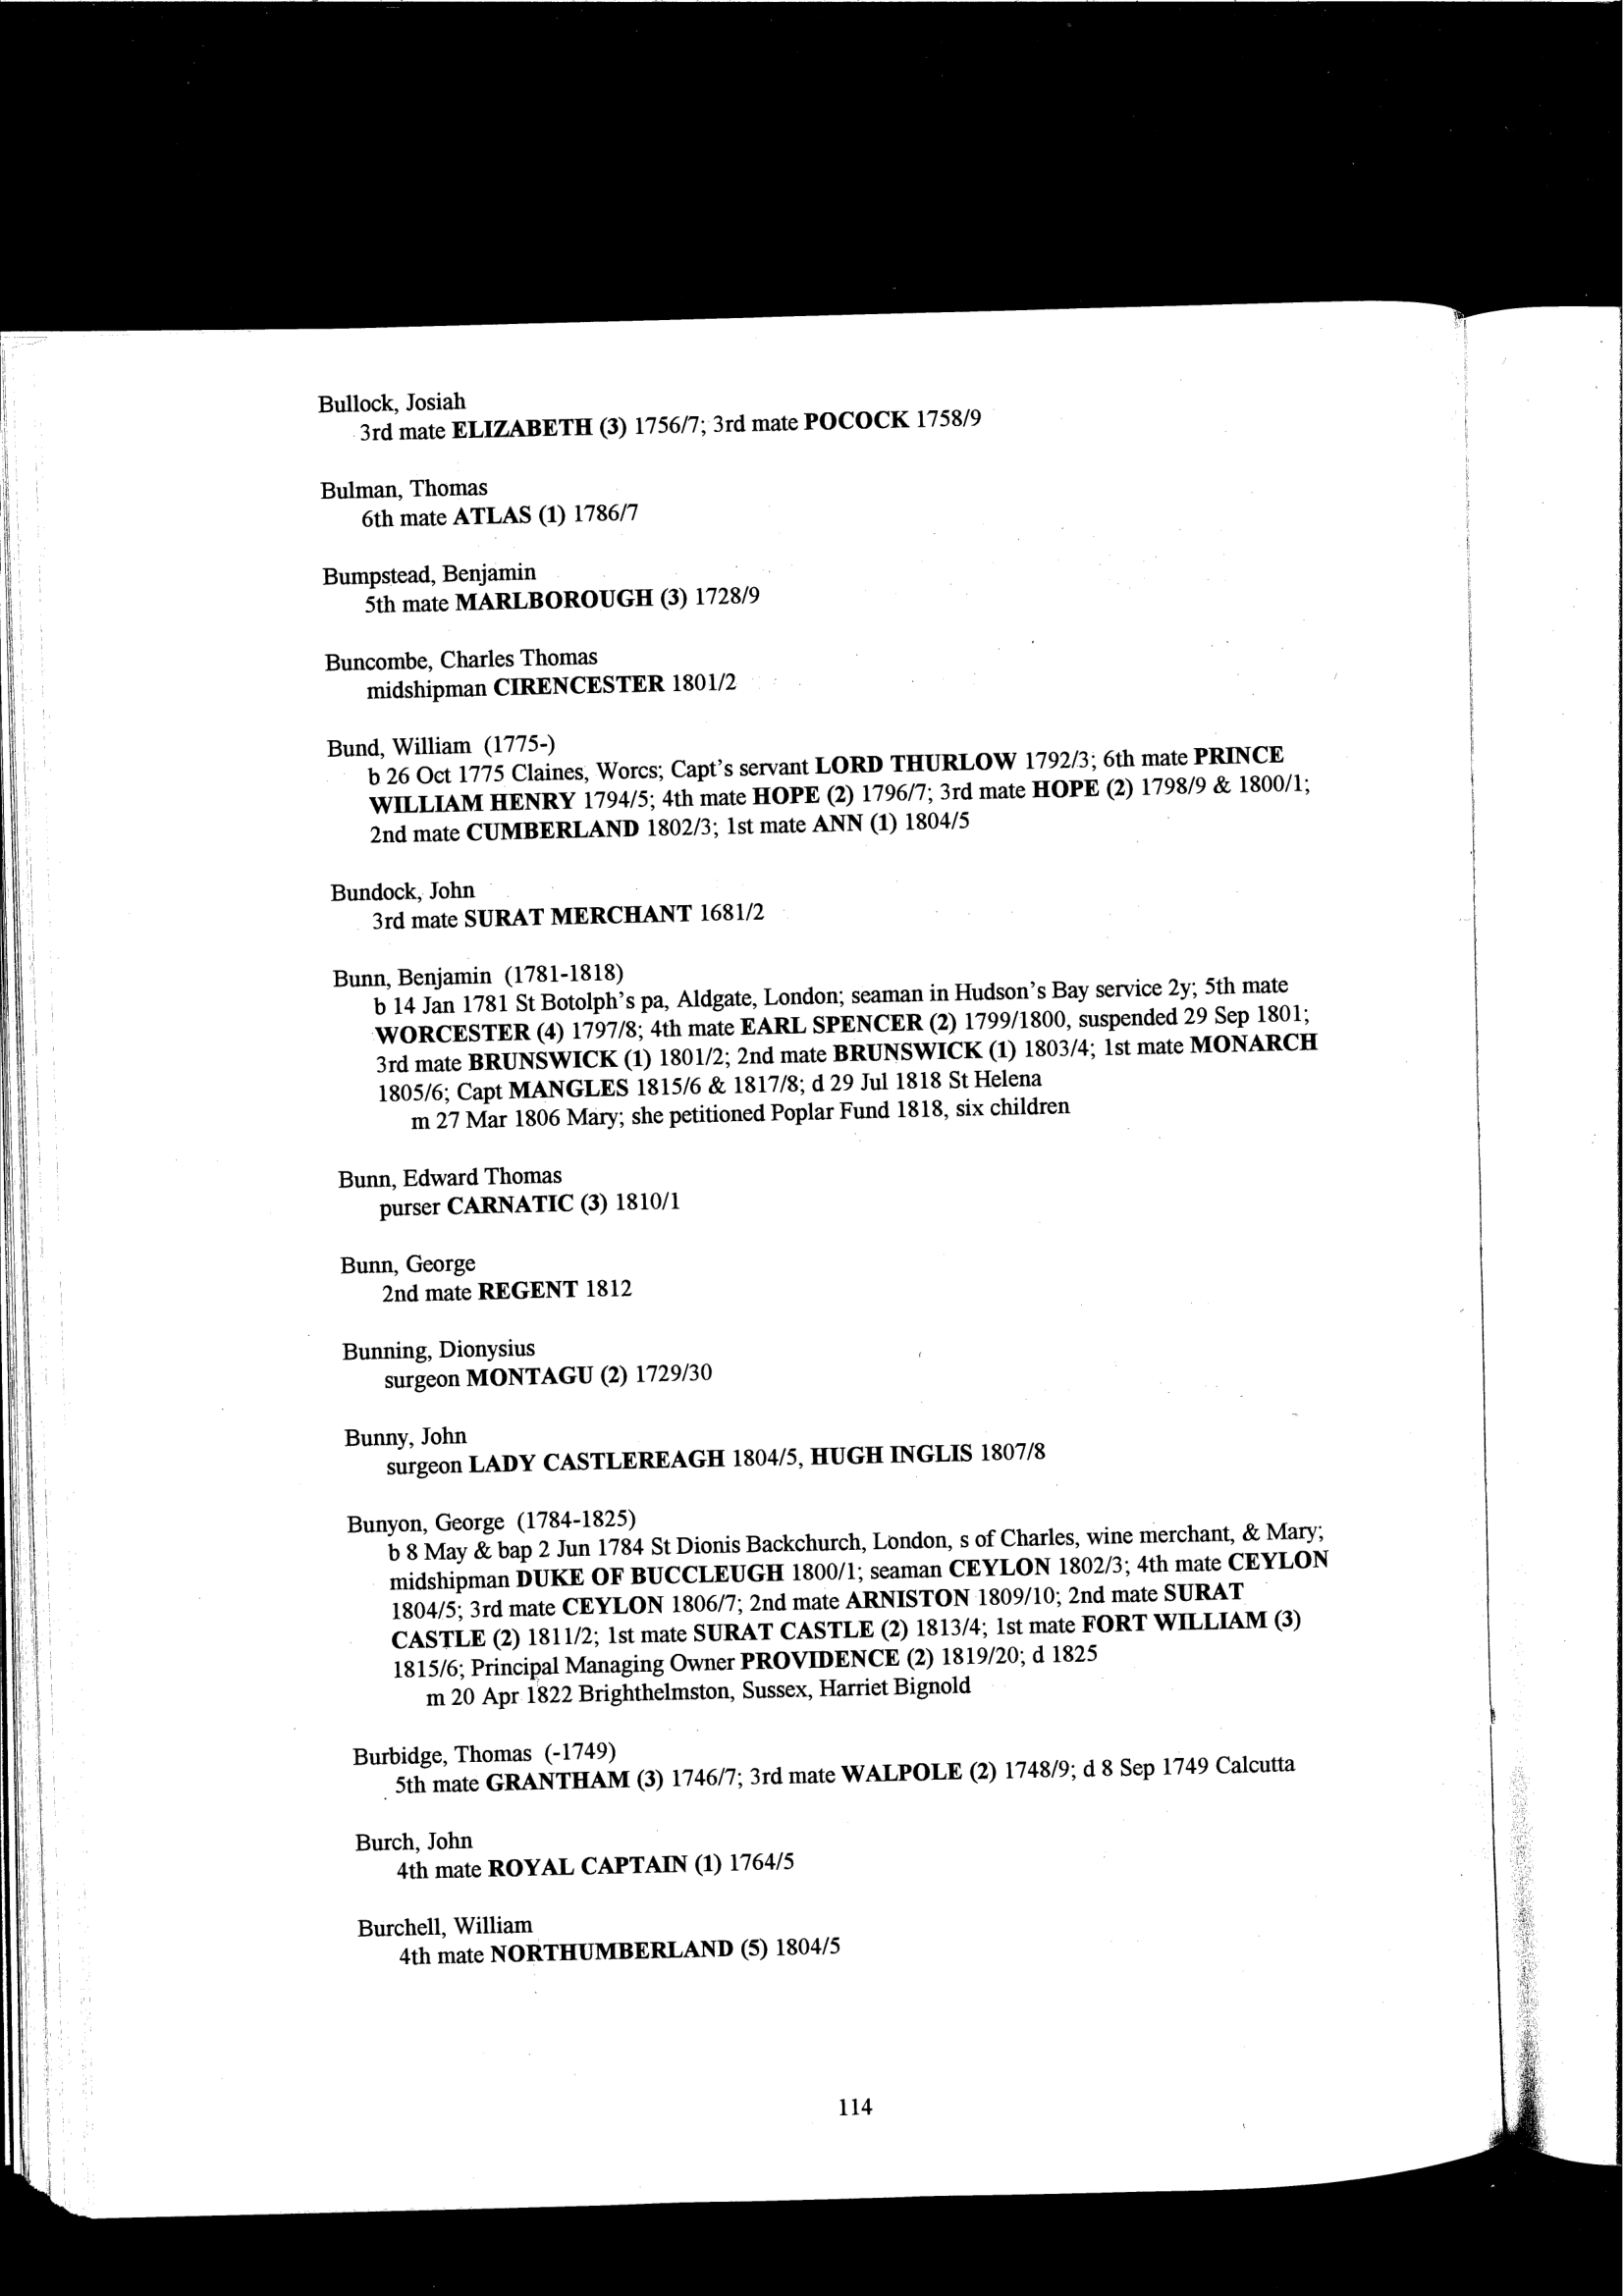 Bullock, Josiah
3rd mate ELIZABETH (3) 1756/7; 3rd mate POCOCK 1758/9
Bulman, Thomas
6th mate ATLAS (1) 1786/7
Bumpstead, Benjamin
5th mate MARLBOROUGH (3) 1728/9
Buncombe, Charles Thomas
midshipman CIRENCESTER 1801/2
Bund, William (1775-)
b 26 Oct 1775 Claines, Worcs; Capt's servant LORD THURLOW 1792/3; 6th mate PRINCE
WILLIAM HENRY 1794/5; 4th mate HOPE (2) 1796/7; 3rd mate HOPE (2) 1798/9 & 1800/1;
2nd mate CUMBERLAND 1802/3; 1st mate ANN (1) 1804/5
Bundock, John
3rd mate SURAT MERCHANT 1681/2
Bunn, Benjamin (1781-1818)
b 14 Jan 1781 St Botolph's pa, Aldgate, London; seaman in Hudson's Bay service 2y; 5th mate
WORCESTER (4) 1797/8; 4th mate EARL SPENCER (2) 1799/1800, suspended 29 Sep 1801;
3rd mate BRUNSWICK (1) 1801/2; 2nd mate BRUNSWICK (1) 1803/4; 1st mate MONARCH
1805/6; Capt MANGLES 1815/6 & 1817/8; d 29 Jul 1818 St Helena
m 27 Mar 1806 Mary; she petitioned Poplar Fund 1818, six children
Bunn, Edward Thomas
purser CARNATIC (3) 1810/1
Bunn, George
2nd mate REGENT 1812
Bunning, Dionysius
surgeon MONTAGU (2) 1729/30
Bunny, John
surgeon LADY CASTLEREAGH 1804/5, HUGH INGLIS 1807/8
Bunyon, George (1784-1825)
b 8 May & bap 2 Jun 1784 St Dionis Backchurch, London, s of Charles, wine merchant, & Mary;
midshipman DUKE OF BUCCLEUGH 1800/1; seaman CEYLON 1802/3; 4th mate CEYLON
1804/5; 3rd mate CEYLON 1806/7; 2nd mate ARNISTON 1809/10; 2nd mate SURAT
CASTLE (2) 1811/2; 1st mate SURAT CASTLE (2) 1813/4; 1st mate FORT WILLIAM (3)
1815/6; Principal Managing Owner PROVIDENCE (2) 1819/20; d 1825
m 20 Apr 1822 Brighthelmston, Sussex, Harriet Bignold
Burbidge, Thomas (-1749)
5th mate GRANTHAM (3) 1746/7; 3rd mate WALPOLE (2) 1748/9; d 8 Sep 1749 Calcutta
Burch, John
4th mate ROYAL CAPTAIN (1) 1764/5
Burchell, William
4th mate NORTHUMBERLAND (5) 1804/5
114